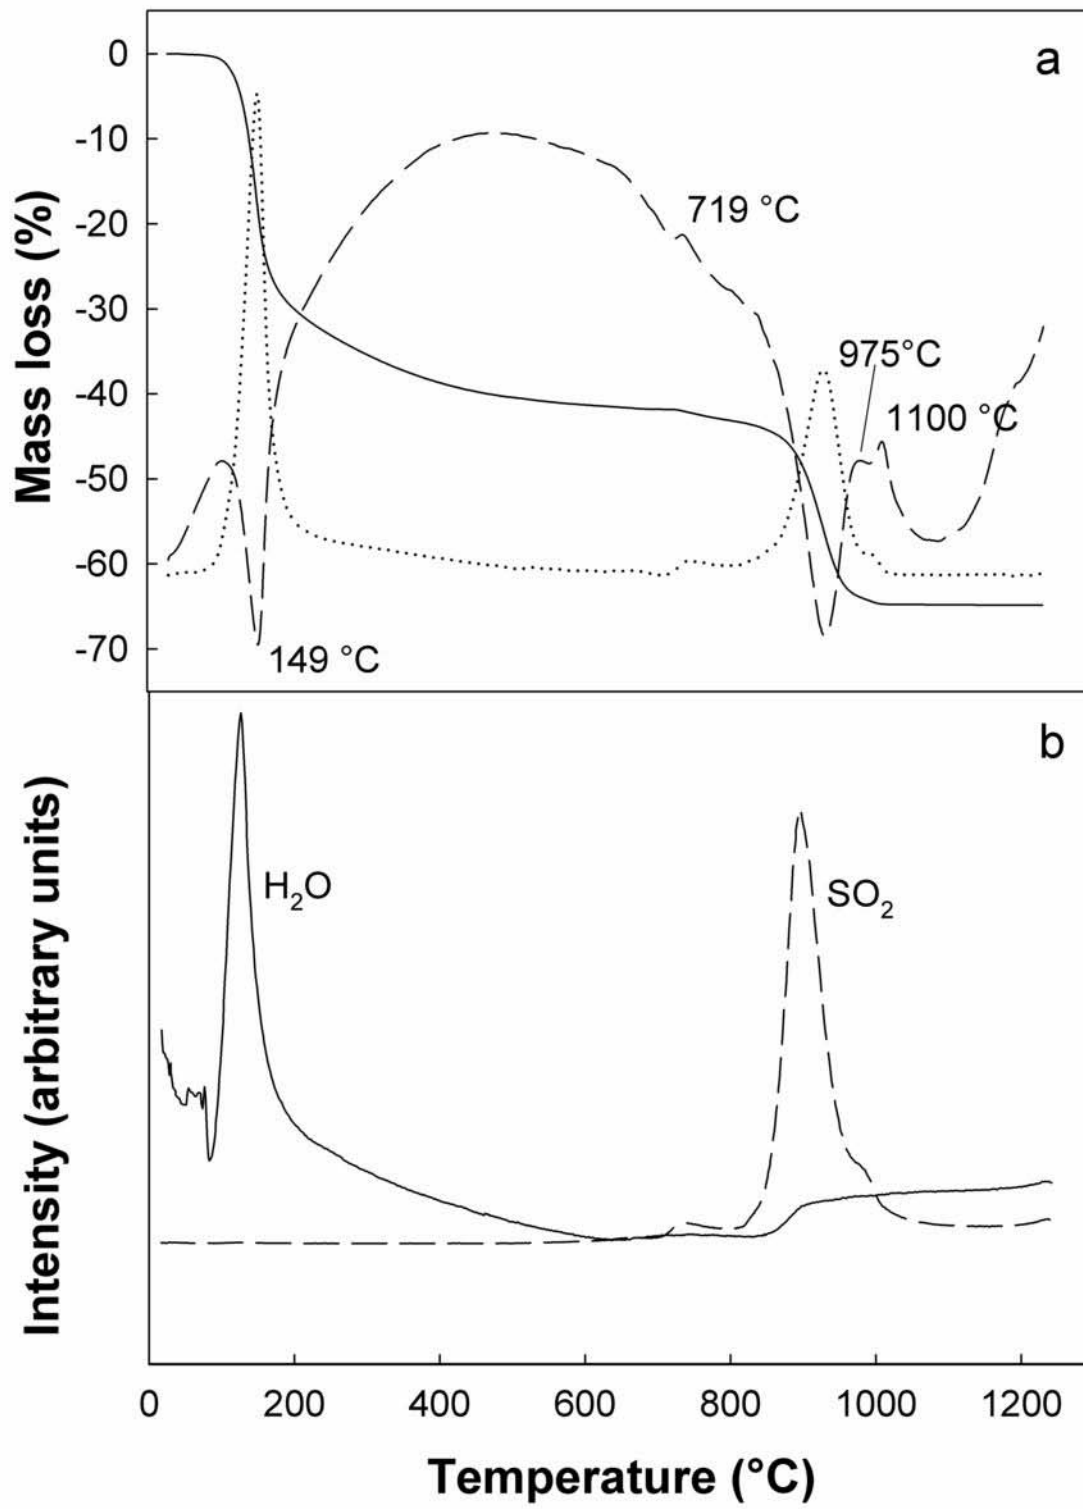 a
0
-10
-20
-30
-40
-50
-60
-70
Mass loss (%)
719 °C
975°C
1100 °C
149 °C
b
H₂O
SO₂
Intensity (arbitrary units)
0 200 400 600 800 1000 1200
Temperature (°C)